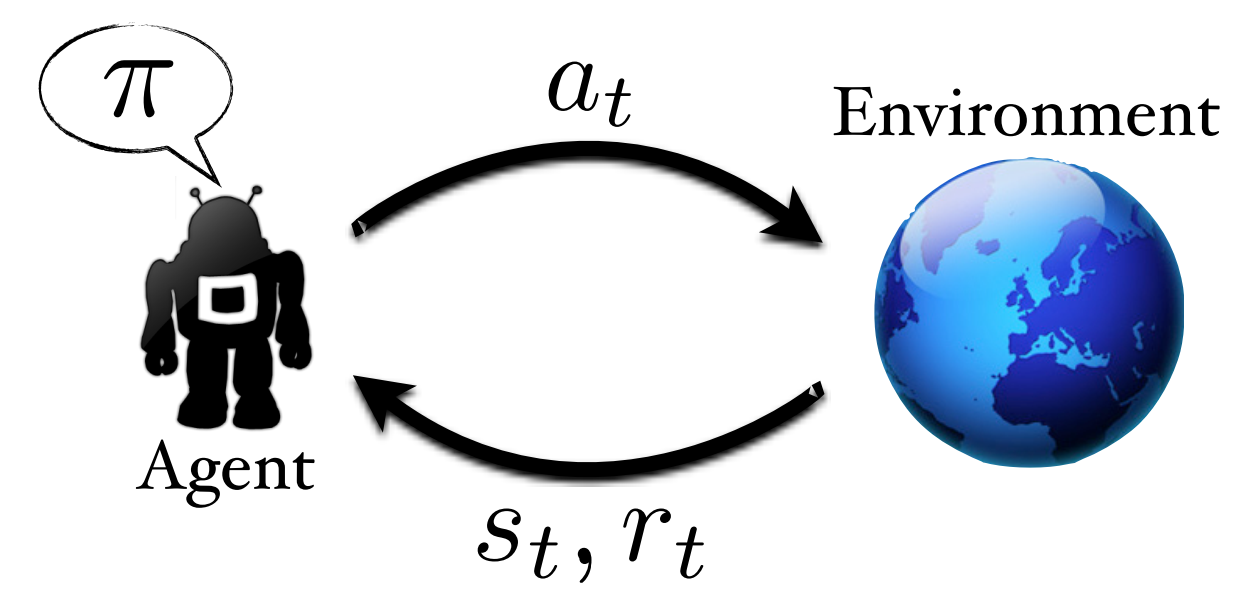 π
a_t
Environment
Agent
s_t, r_t